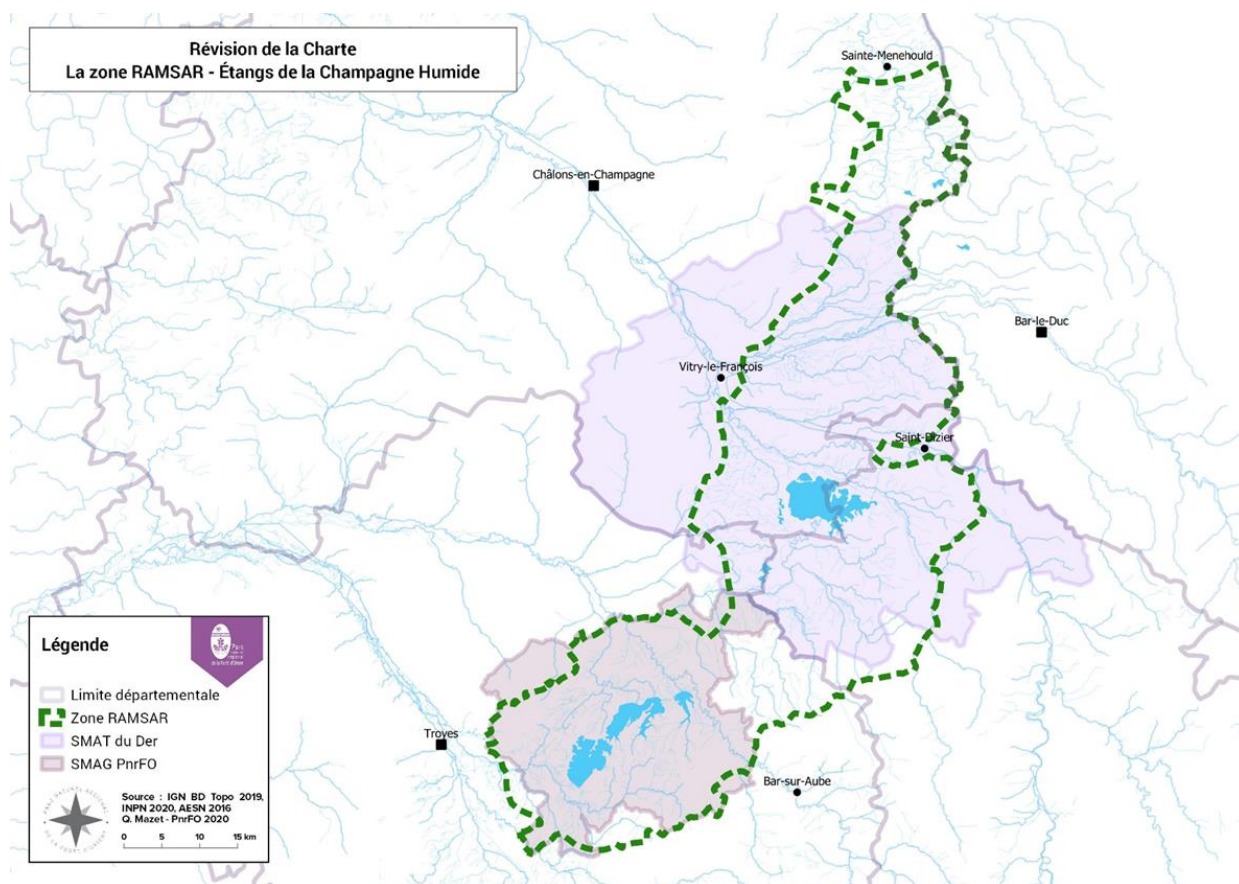 Révision de la Charte
La zone RAMSAR - Étangs de la Champagne Humide
Sainte-Menehould
Châlons-en-Champagne
Bar-le-Duc
Vitry-le-François
Saint-Dizier
Troyes
Bar-sur-Aube
Légende
Parc
Limite départementale
Zone RAMSAR
SMAT du Der
SMAG PnrFO
Source : IGN BD Topo 2019,
INPN 2020, AESN 2016
Q. Mazet - PnrFO 2020
0 5 10 15 km